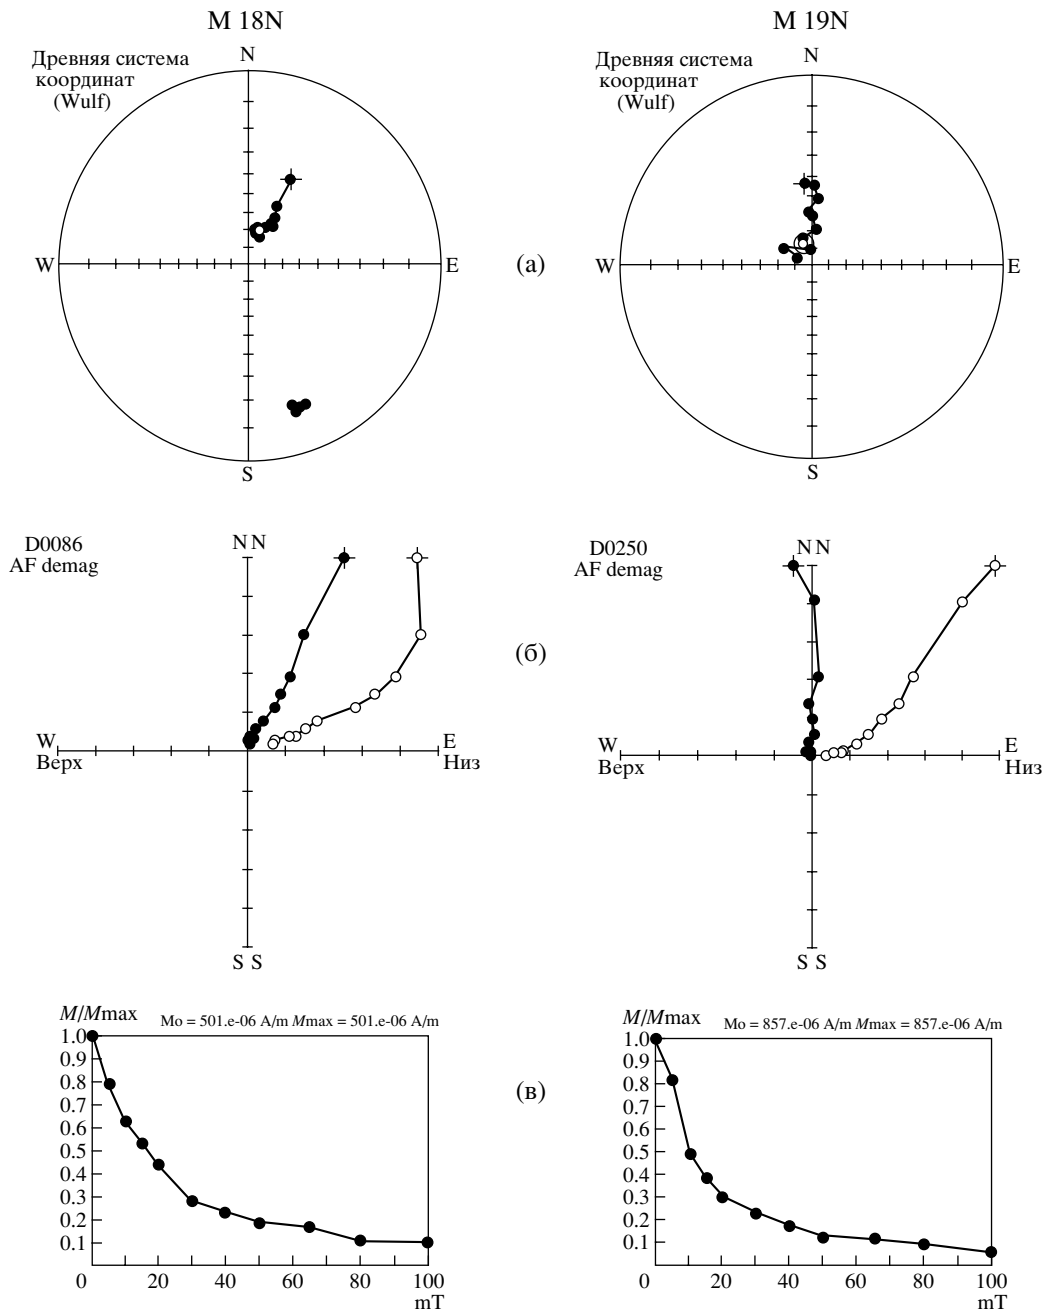 M 18N
M 19N
Древняя система
координат
(Wulf)
N
W
E
S
(а)
Древняя система
координат
(Wulf)
N
W
E
S
D0086
AF demag
N N
W
Верх
E
Низ
S S
(б)
D0250
AF demag
N N
W
Верх
E
Низ
S S
M/Mmax
Mo = 501.e-06 A/m Mmax = 501.e-06 A/m
1.0
0.9
0.8
0.7
0.6
0.5
0.4
0.3
0.2
0.1
0 20 40 60 80 100
mT
(в)
M/Mmax
Mo = 857.e-06 A/m Mmax = 857.e-06 A/m
1.0
0.9
0.8
0.7
0.6
0.5
0.4
0.3
0.2
0.1
0 20 40 60 80 100
mT